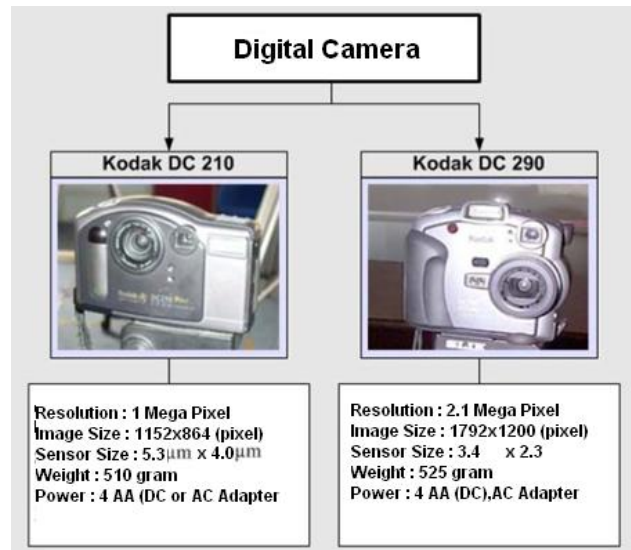 Digital Camera
Kodak DC 210
Kodak DC 290
Kodak
Resolution : 1 Mega Pixel
Image Size : 1152x864 (pixel)
Sensor Size : 5.3μm x 4.0μm
Weight : 510 gram
Power : 4 AA (DC or AC Adapter
Resolution : 2.1 Mega Pixel
Image Size : 1792x1200 (pixel)
Sensor Size : 3.4 x 2.3
Weight : 525 gram
Power : 4 AA (DC),AC Adapter